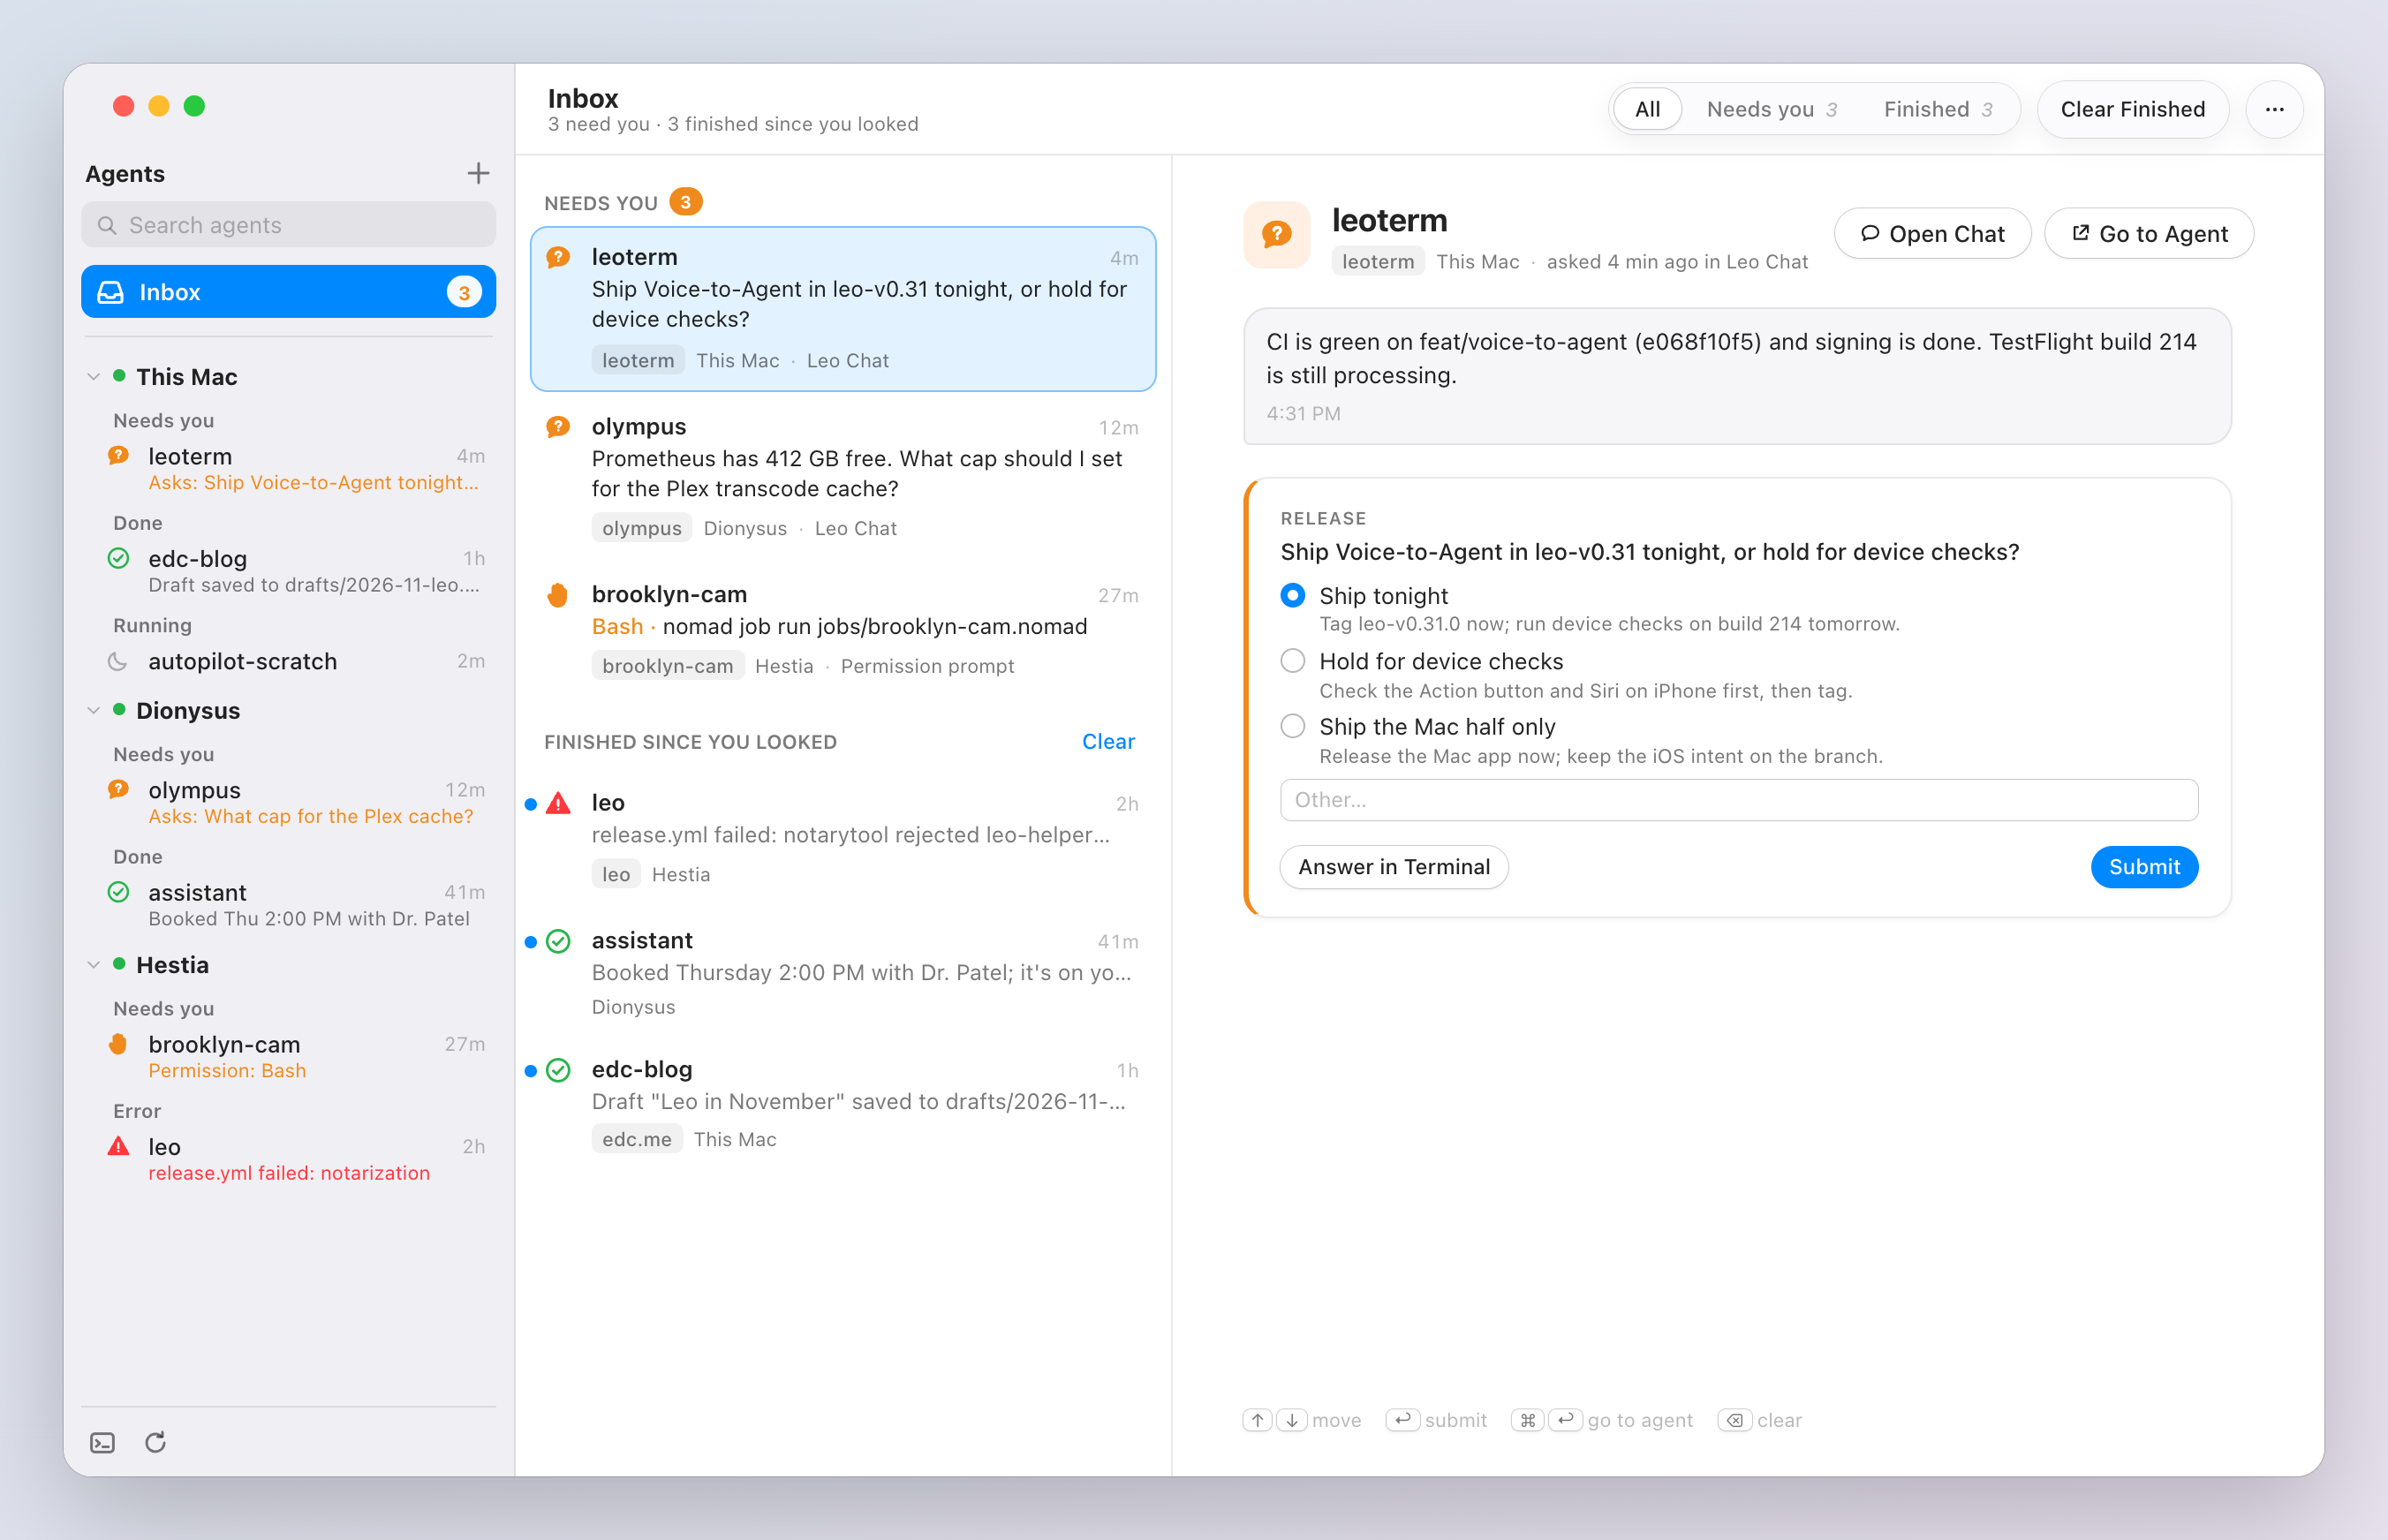 Agents
Search agents
Inbox 3
This Mac
Needs you
leoterm 4m
Asks: Ship Voice-to-Agent tonight...
Done
edc-blog 1h
Draft saved to drafts/2026-11-leo....
Running
autopilot-scratch 2m
Dionysus
Needs you
olympus 12m
Asks: What cap for the Plex cache?
Done
assistant 41m
Booked Thu 2:00 PM with Dr. Patel
Hestia
Needs you
brooklyn-cam 27m
Permission: Bash
Error
leo 2h
release.yml failed: notarization
Inbox
3 need you · 3 finished since you looked
All Needs you 3 Finished 3 Clear Finished
NEEDS YOU 3
leoterm 4m
Ship Voice-to-Agent in leo-v0.31 tonight, or hold for
device checks?
leoterm This Mac · Leo Chat
olympus 12m
Prometheus has 412 GB free. What cap should I set
for the Plex transcode cache?
olympus Dionysus · Leo Chat
brooklyn-cam 27m
Bash · nomad job run jobs/brooklyn-cam.nomad
brooklyn-cam Hestia · Permission prompt
FINISHED SINCE YOU LOOKED Clear
leo 2h
release.yml failed: notarytool rejected leo-helper...
leo Hestia
assistant 41m
Booked Thursday 2:00 PM with Dr. Patel; it's on yo...
Dionysus
edc-blog 1h
Draft "Leo in November" saved to drafts/2026-11-...
edc.me This Mac
leoterm
leoterm This Mac · asked 4 min ago in Leo Chat
Open Chat Go to Agent
CI is green on feat/voice-to-agent (e068f10f5) and signing is done. TestFlight build 214
is still processing.
4:31 PM
RELEASE
Ship Voice-to-Agent in leo-v0.31 tonight, or hold for device checks?
Ship tonight
Tag leo-v0.31.0 now; run device checks on build 214 tomorrow.
Hold for device checks
Check the Action button and Siri on iPhone first, then tag.
Ship the Mac half only
Release the Mac app now; keep the iOS intent on the branch.
Other...
Answer in Terminal Submit
↑ ↓ move ↩ submit ⌘ ↩ go to agent ⌫ clear